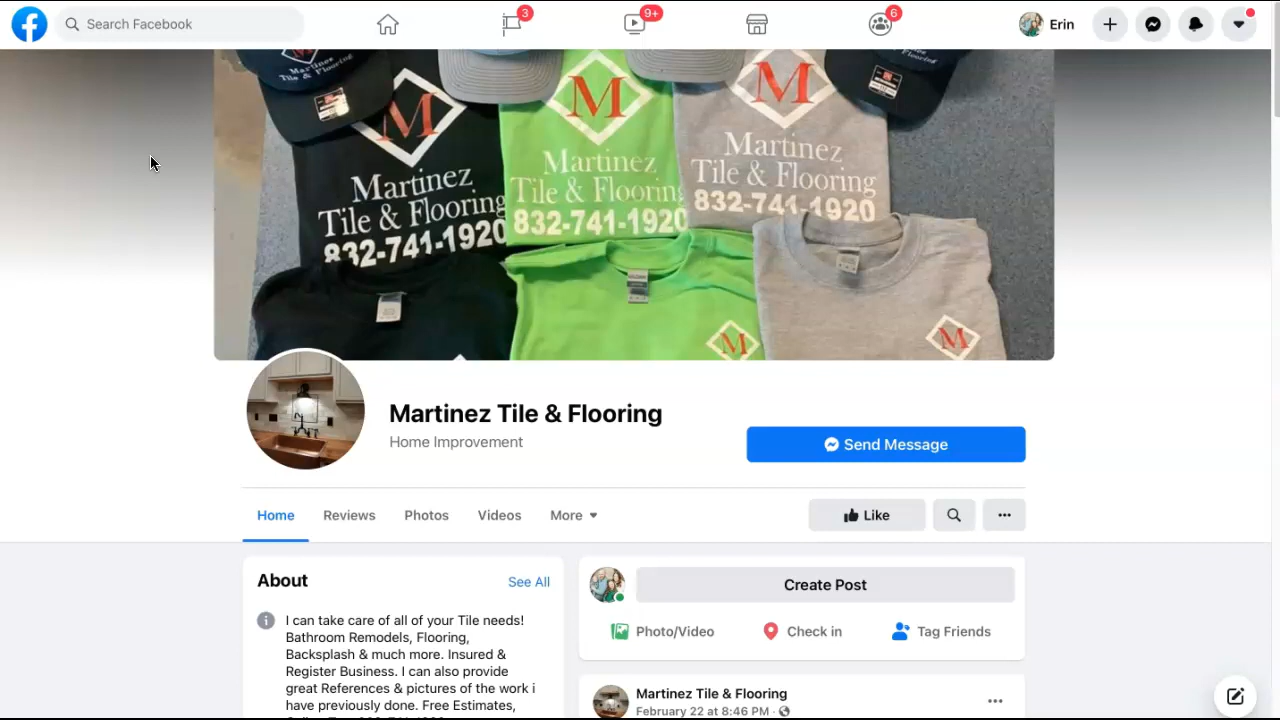 Search Facebook
3
9+
6
Erin
Martinez
Tile & Flooring
Flooring
M
Martinez
Tile & Flooring
832-741-1920
M
Martinez
Tile & Flooring
832-741-1920
M
Martinez
Tile & Flooring
832-741-1920
M
M
Martinez Tile & Flooring
Home Improvement
Send Message
Home
Reviews
Photos
Videos
More
Like
About
See All
I can take care of all of your Tile needs!
Bathroom Remodels, Flooring,
Backsplash & much more. Insured &
Register Business. I can also provide
great References & pictures of the work i
have previously done. Free Estimates,
Create Post
Photo/Video
Check in
Tag Friends
Martinez Tile & Flooring
February 22 at 8:46 PM ·